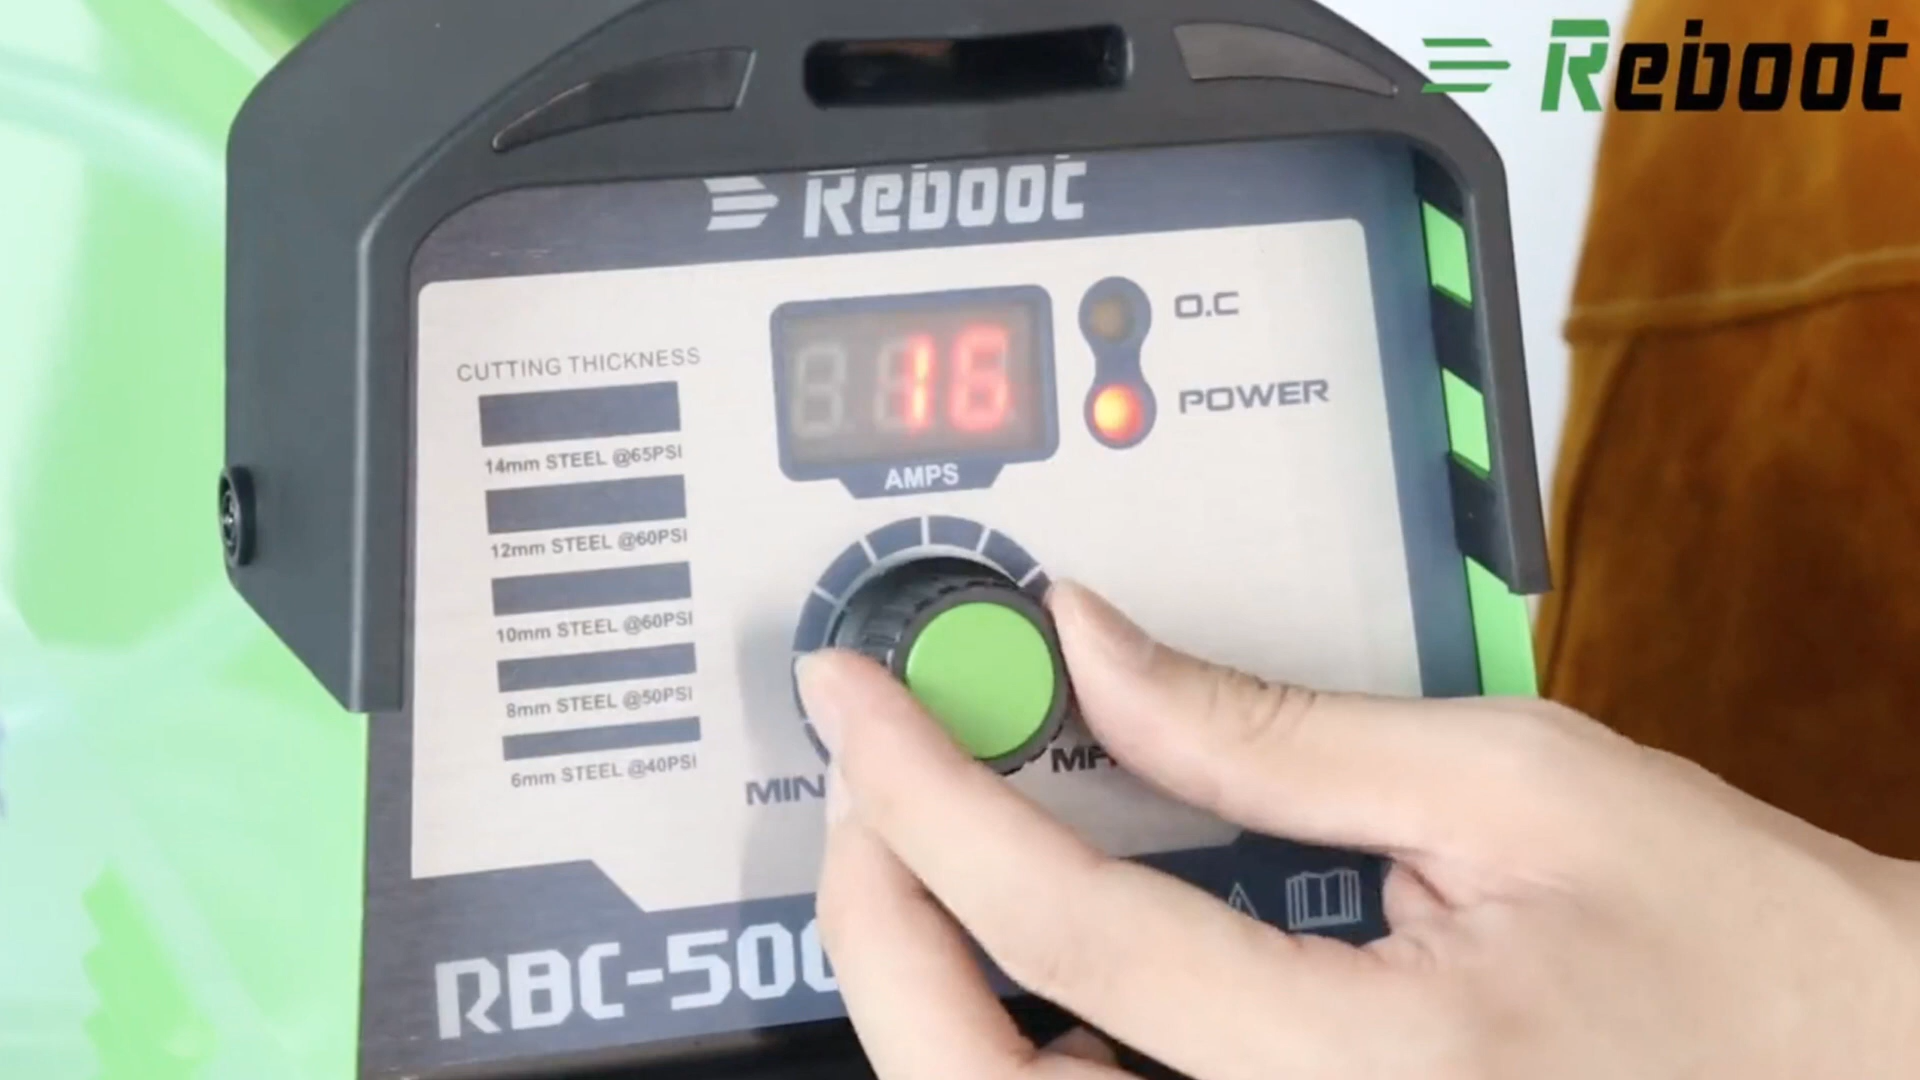 Reboot
Reboot
O.C
16
POWER
AMPS
CUTTING THICKNESS
14mm STEEL @65PSI
12mm STEEL @60PSI
10mm STEEL @60PSI
8mm STEEL @50PSI
6mm STEEL @40PSI
MIN
RBC-500